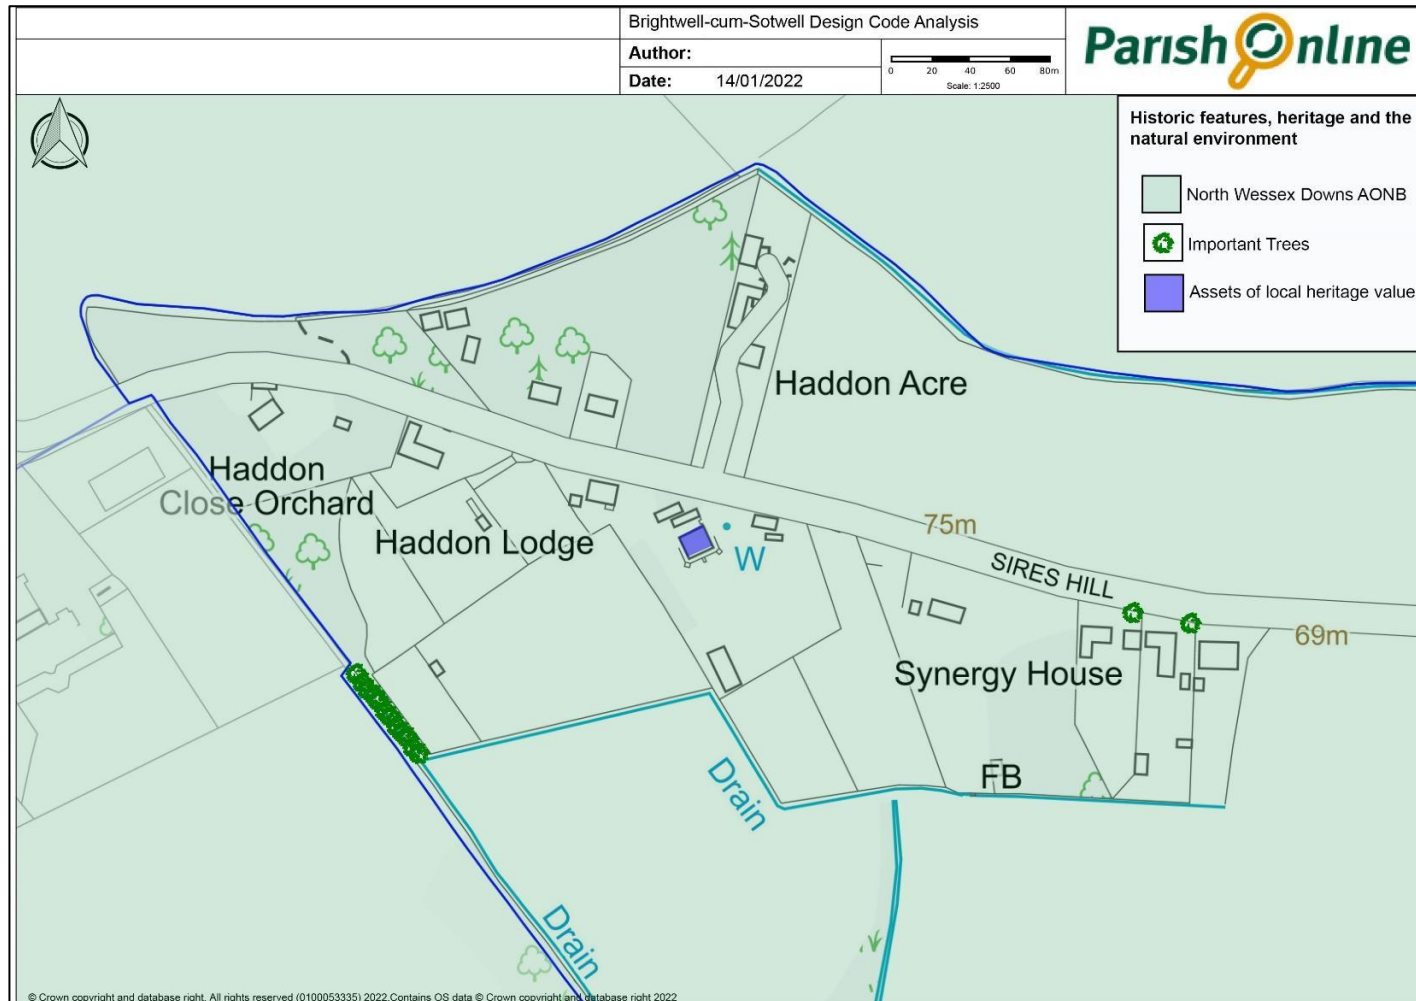 Brightwell-cum-Sotwell Design Code Analysis
Author:
Date: 14/01/2022
0 20 40 60 80m
Scale: 1:2500
Parish Online
Historic features, heritage and the
natural environment
North Wessex Downs AONB
Important Trees
Assets of local heritage value
Haddon Acre
Haddon
Close Orchard
Haddon Lodge
W
75m
SIRES HILL
69m
Synergy House
FB
Drain
Drain
© Crown copyright and database right. All rights reserved (0100053335) 2022.Contains OS data © Crown copyright and database right 2022